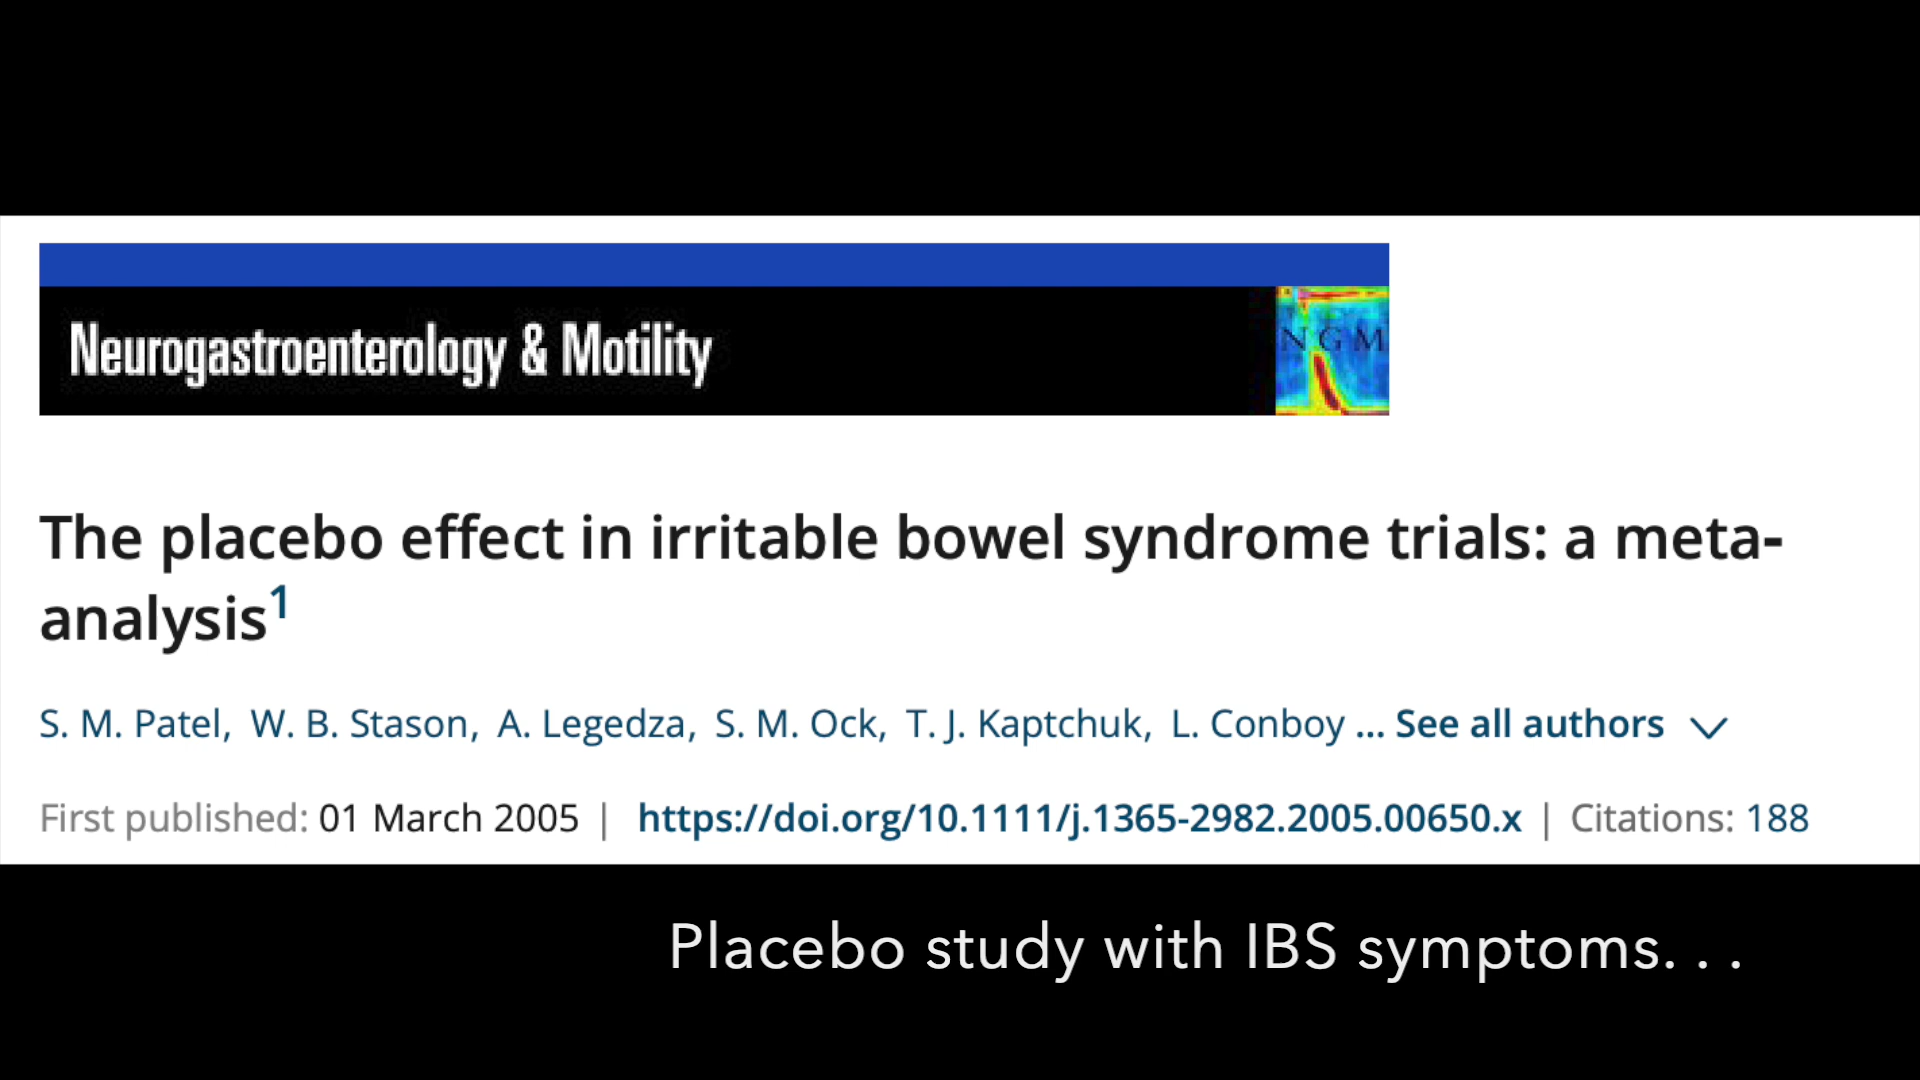 Neurogastroenterology & Motility
NGM
The placebo effect in irritable bowel syndrome trials: a meta-
analysis1
S. M. Patel, W. B. Stason, A. Legedza, S. M. Ock, T. J. Kaptchuk, L. Conboy ... See all authors
First published: 01 March 2005 | https://doi.org/10.1111/j.1365-2982.2005.00650.x | Citations: 188
Placebo study with IBS symptoms. . .